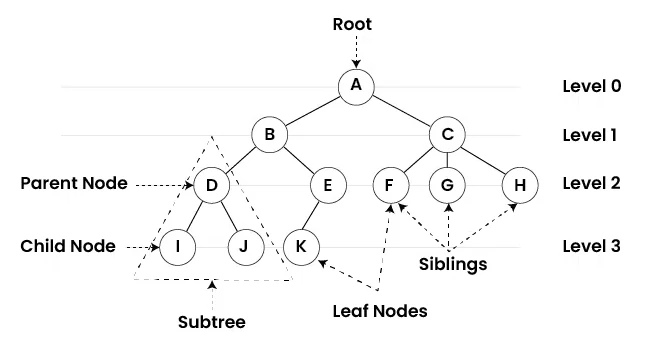 Root
A
Level 0
B
C
Level 1
Parent Node
D
E
F
G
H
Level 2
Child Node
I
J
K
Level 3
Siblings
Leaf Nodes
Subtree